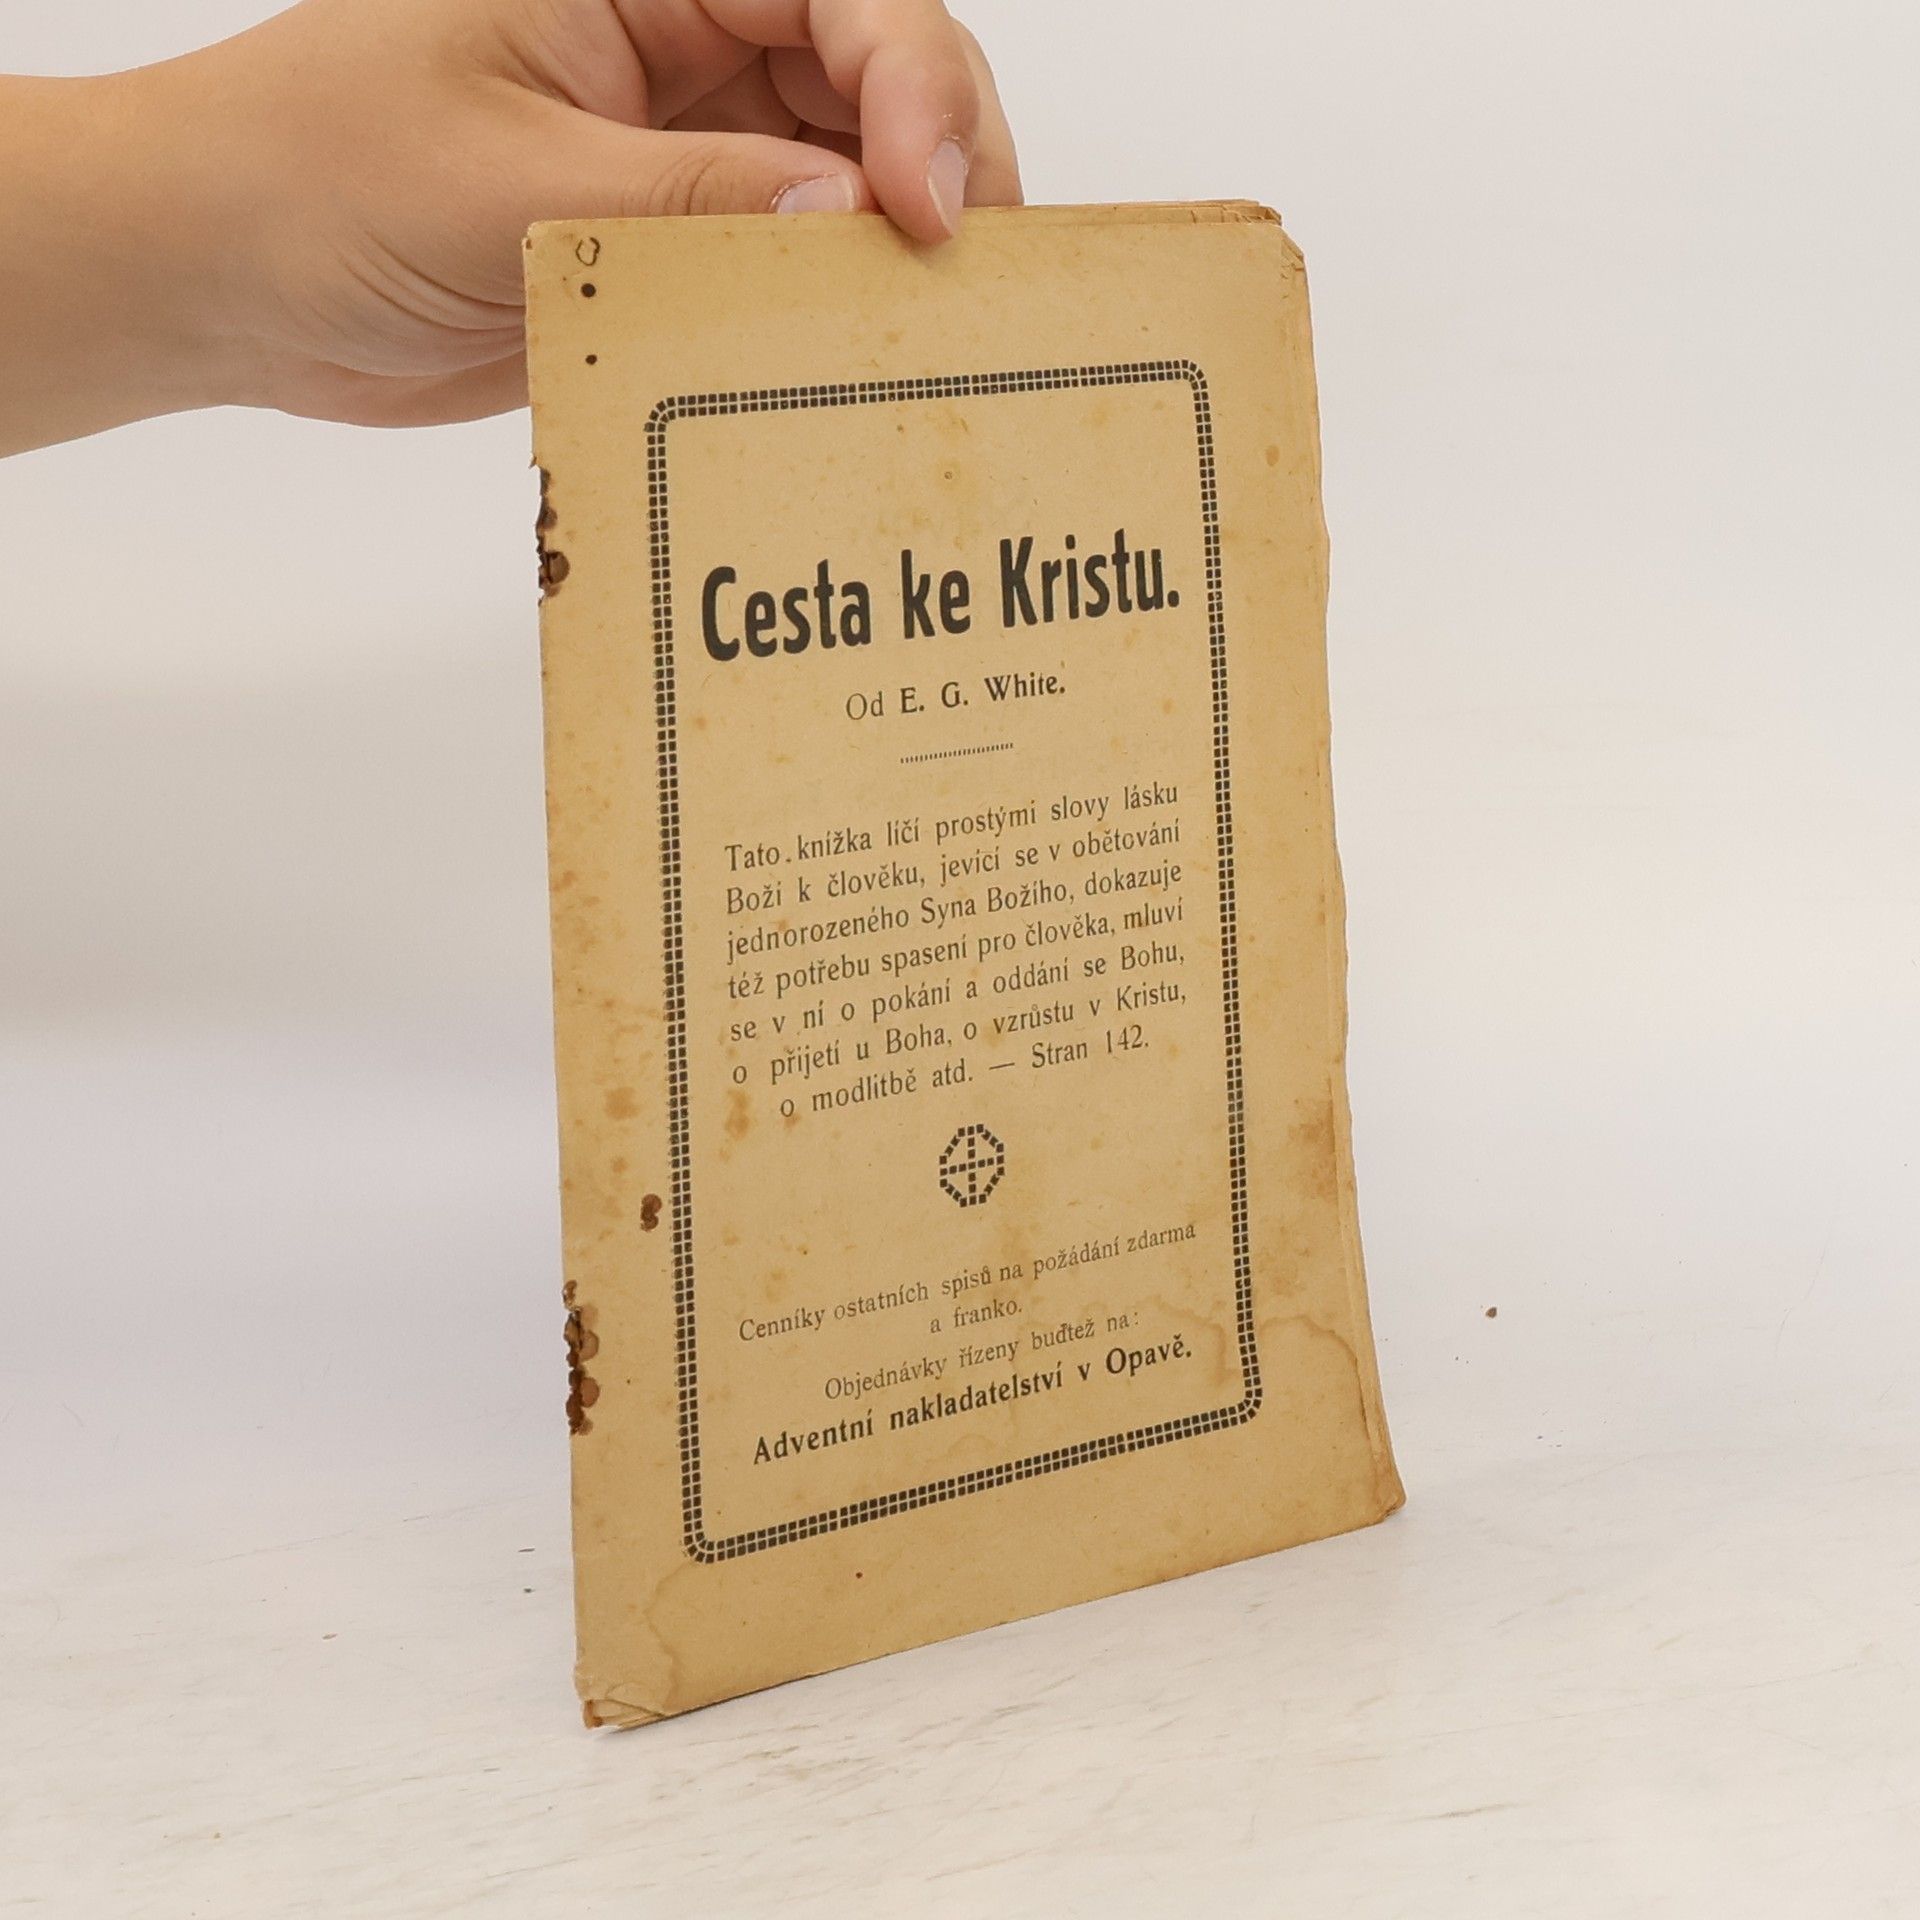 Cesta ke Kristu.
Od E. G. White.
Tato knížka líčí prostými slovy lásku
Boži k člověku, jevící se v obětování
jednorozeného Syna Božího, dokazuje
též potřebu spasení pro člověka, mluví
se v ní o pokání a oddání se Bohu,
o přijetí u Boha, o vzrůstu v Kristu,
o modlitbě atd. — Stran 142.
Cenníky ostatních spisů na požádání zdarma
a franko.
Objednávky řízeny buďtež na:
Adventní nakladatelství v Opavě.